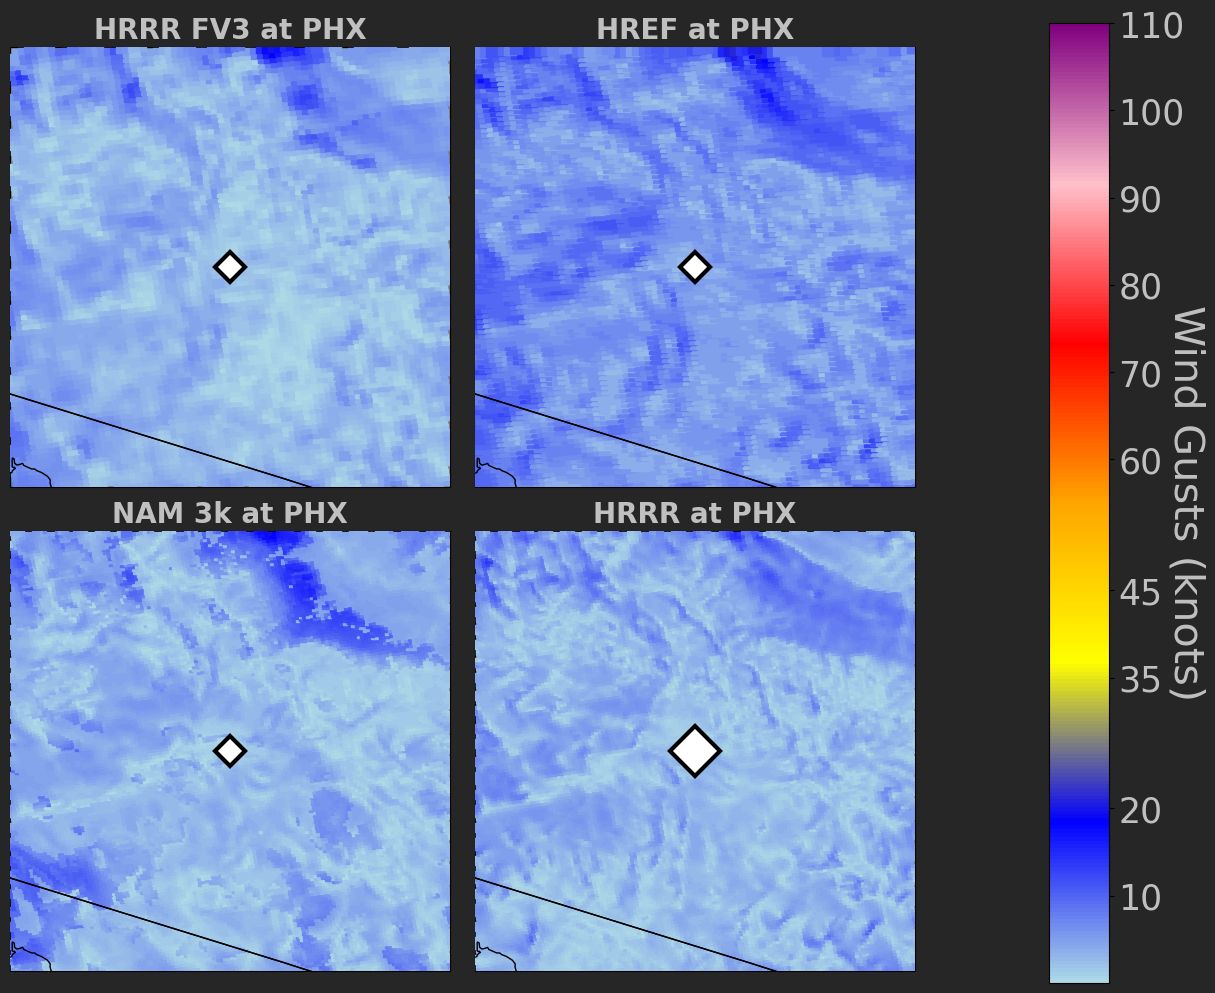 HRRR FV3 at PHX
HREF at PHX
NAM 3k at PHX
HRRR at PHX
110
100
90
80
70
60
45
35
20
10
Wind Gusts (knots)